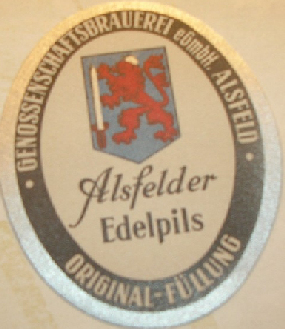 · GENOSSENSCHAFTSBRAUEREI eGmbH. ALSFELD ·
Alsfelder
Edelpils
ORIGINAL-FÜLLUNG